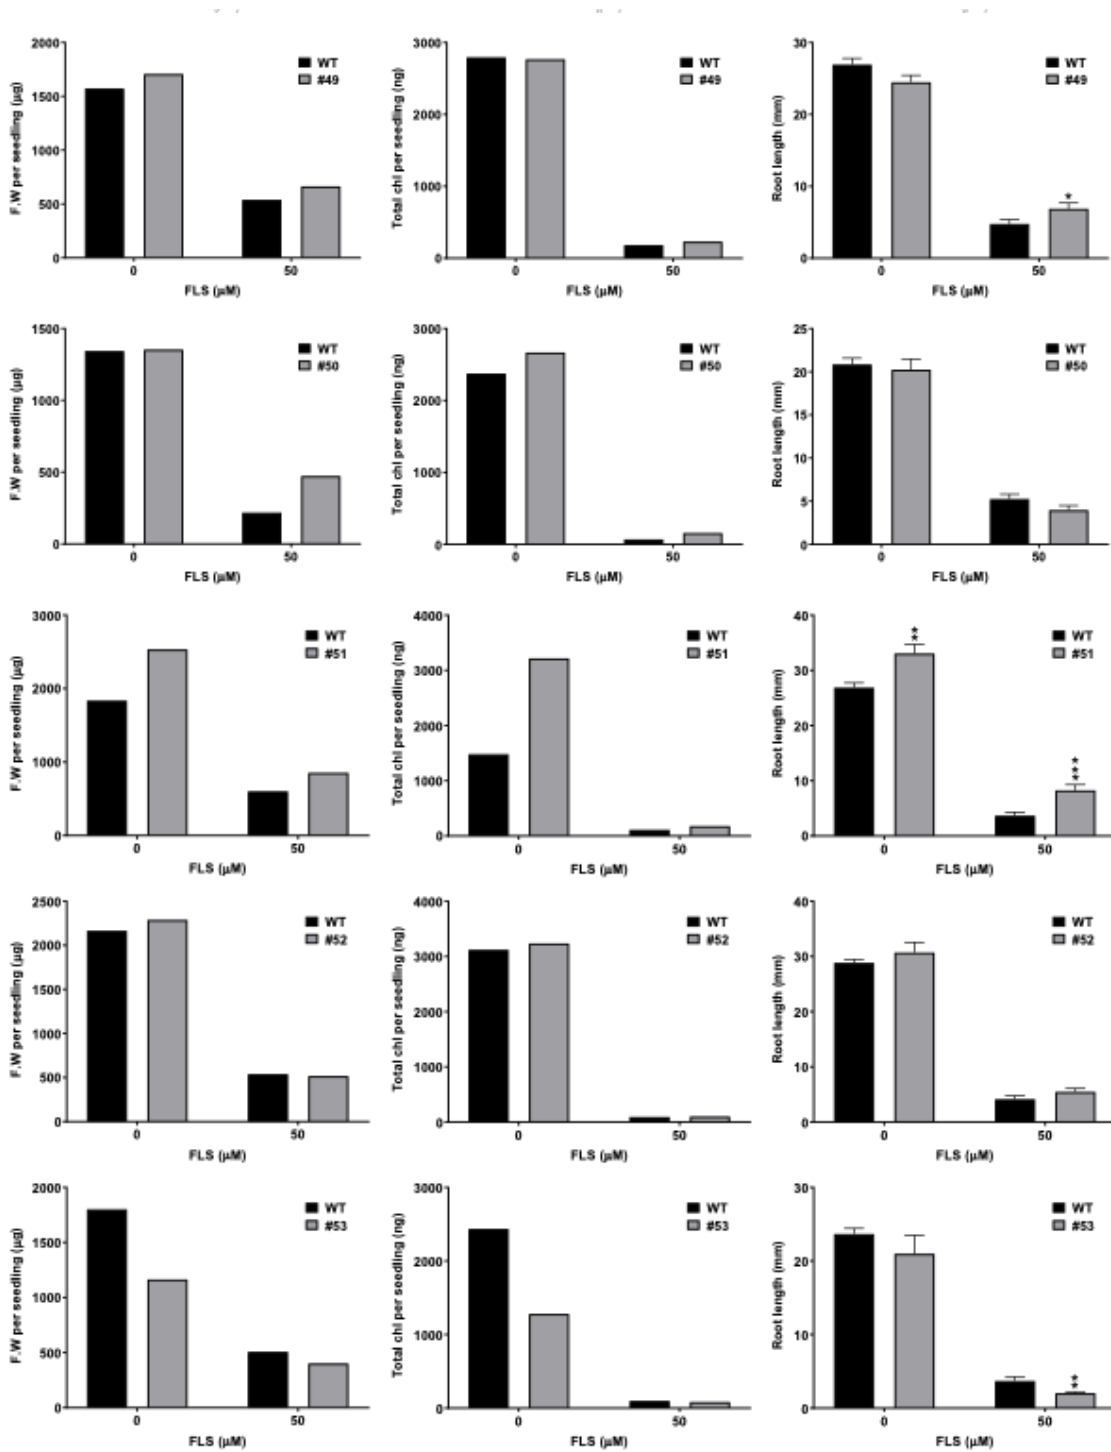 2000
1500
1000
500
0
F.W per seedling (µg)
WT
#49
0
50
FLS (µM)
3000
2000
1000
0
Total chl per seedling (ng)
WT
#49
0
50
FLS (µM)
30
20
10
0
Root length (mm)
WT
#49
*
0
50
FLS (µM)
1500
1000
500
0
F.W per seedling (µg)
WT
#50
0
50
FLS (µM)
3000
2000
1000
0
Total chl per seedling (ng)
WT
#50
0
50
FLS (µM)
25
20
15
10
5
0
Root length (mm)
WT
#50
0
50
FLS (µM)
3000
2000
1000
0
F.W per seedling (µg)
WT
#51
0
50
FLS (µM)
4000
3000
2000
1000
0
Total chl per seedling (ng)
WT
#51
0
50
FLS (µM)
40
30
20
10
0
Root length (mm)
**
WT
#51
***
0
50
FLS (µM)
2500
2000
1500
1000
500
0
F.W per seedling (µg)
WT
#52
0
50
FLS (µM)
4000
3000
2000
1000
0
Total chl per seedling (ng)
WT
#52
0
50
FLS (µM)
40
30
20
10
0
Root length (mm)
WT
#52
0
50
FLS (µM)
2000
1500
1000
500
0
F.W per seedling (µg)
WT
#53
0
50
FLS (µM)
3000
2000
1000
0
Total chl per seedling (ng)
WT
#53
0
50
FLS (µM)
30
20
10
0
Root length (mm)
WT
#53
**
0
50
FLS (µM)